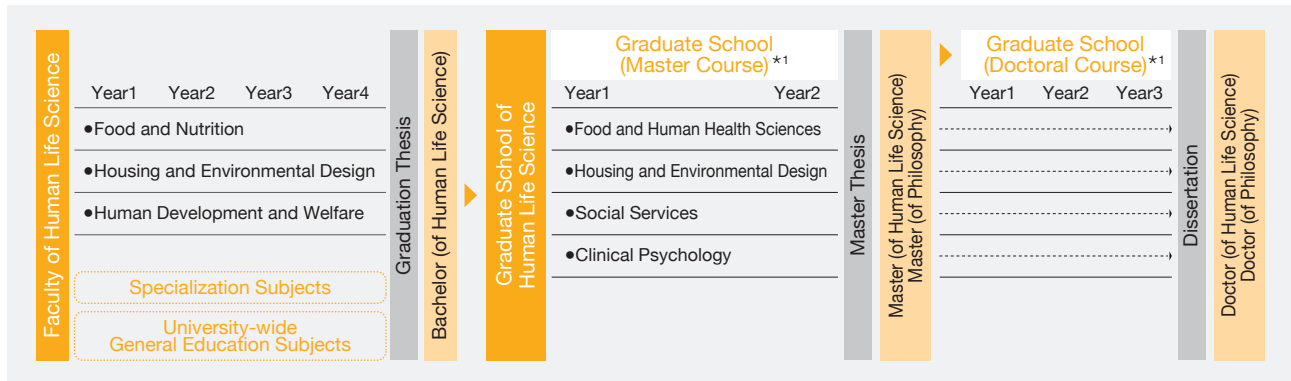 Faculty of Human Life Science
Year1 Year2 Year3 Year4
●Food and Nutrition
●Housing and Environmental Design
●Human Development and Welfare
Specialization Subjects
University-wide
General Education Subjects
Graduation Thesis
Bachelor (of Human Life Science)
Graduate School of
Human Life Science
Graduate School
(Master Course)*1
Year1 Year2
●Food and Human Health Sciences
●Housing and Environmental Design
●Social Services
●Clinical Psychology
Master Thesis
Master (of Human Life Science)
Master (of Philosophy)
Graduate School
(Doctoral Course)*1
Year1 Year2 Year3
Dissertation
Doctor (of Human Life Science)
Doctor (of Philosophy)